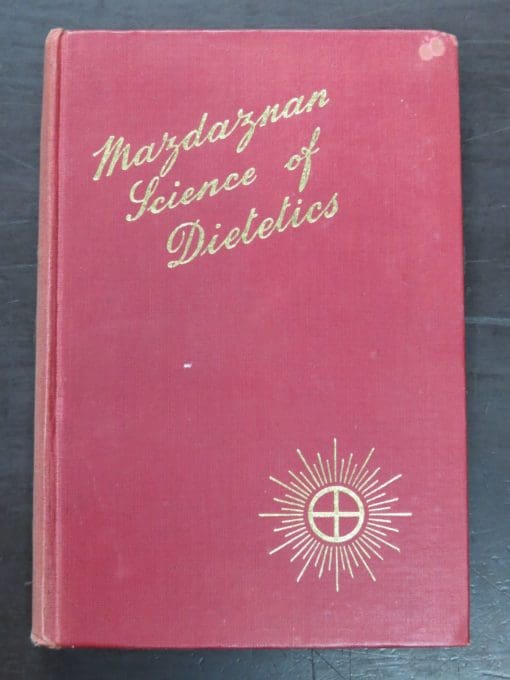 Mazdaznan
Science of
Dietetics